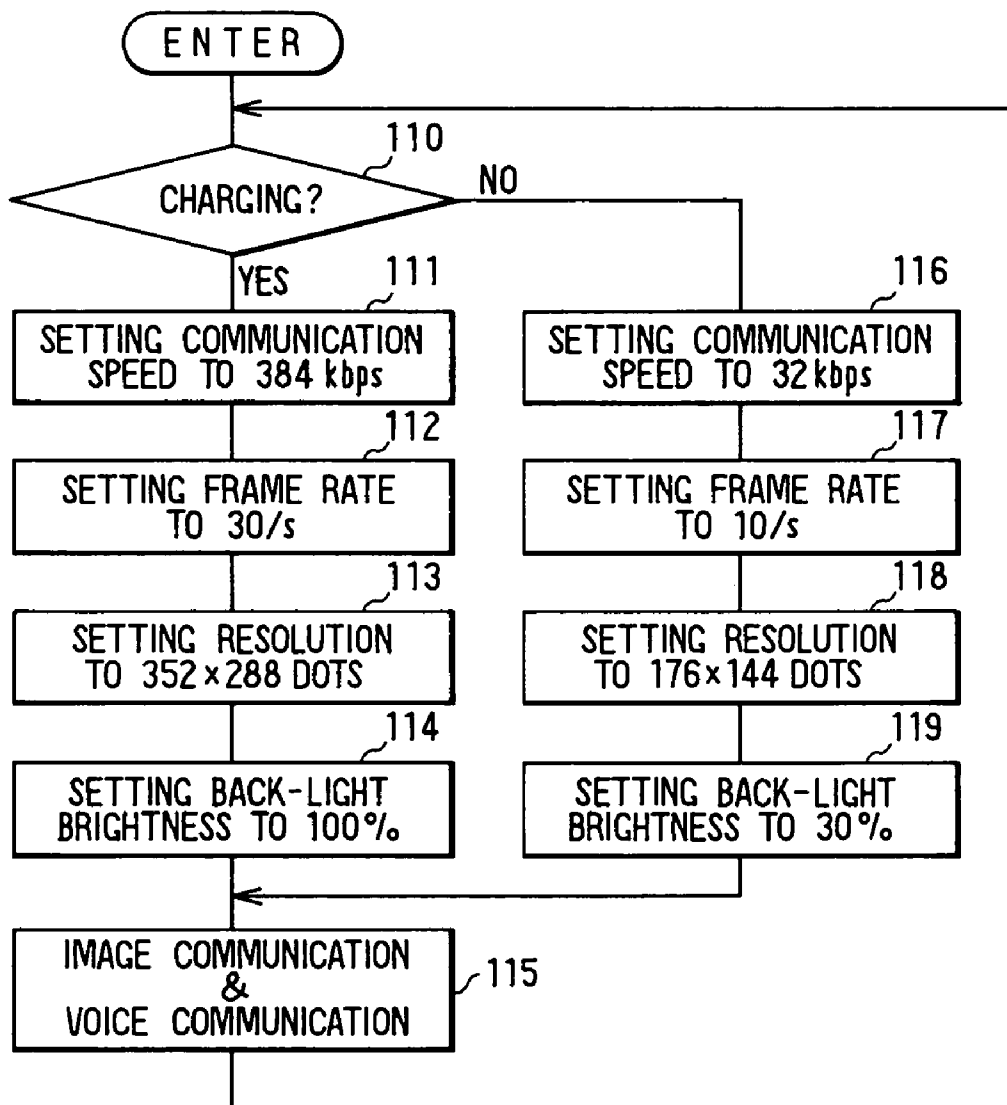 ENTER
110
CHARGING?
NO
YES
111
SETTING COMMUNICATION
SPEED TO 384 kbps
112
SETTING FRAME RATE
TO 30/s
113
SETTING RESOLUTION
TO 352×288 DOTS
114
SETTING BACK-LIGHT
BRIGHTNESS TO 100%
116
SETTING COMMUNICATION
SPEED TO 32 kbps
117
SETTING FRAME RATE
TO 10/s
118
SETTING RESOLUTION
TO 176×144 DOTS
119
SETTING BACK-LIGHT
BRIGHTNESS TO 30%
IMAGE COMMUNICATION
&
VOICE COMMUNICATION
115